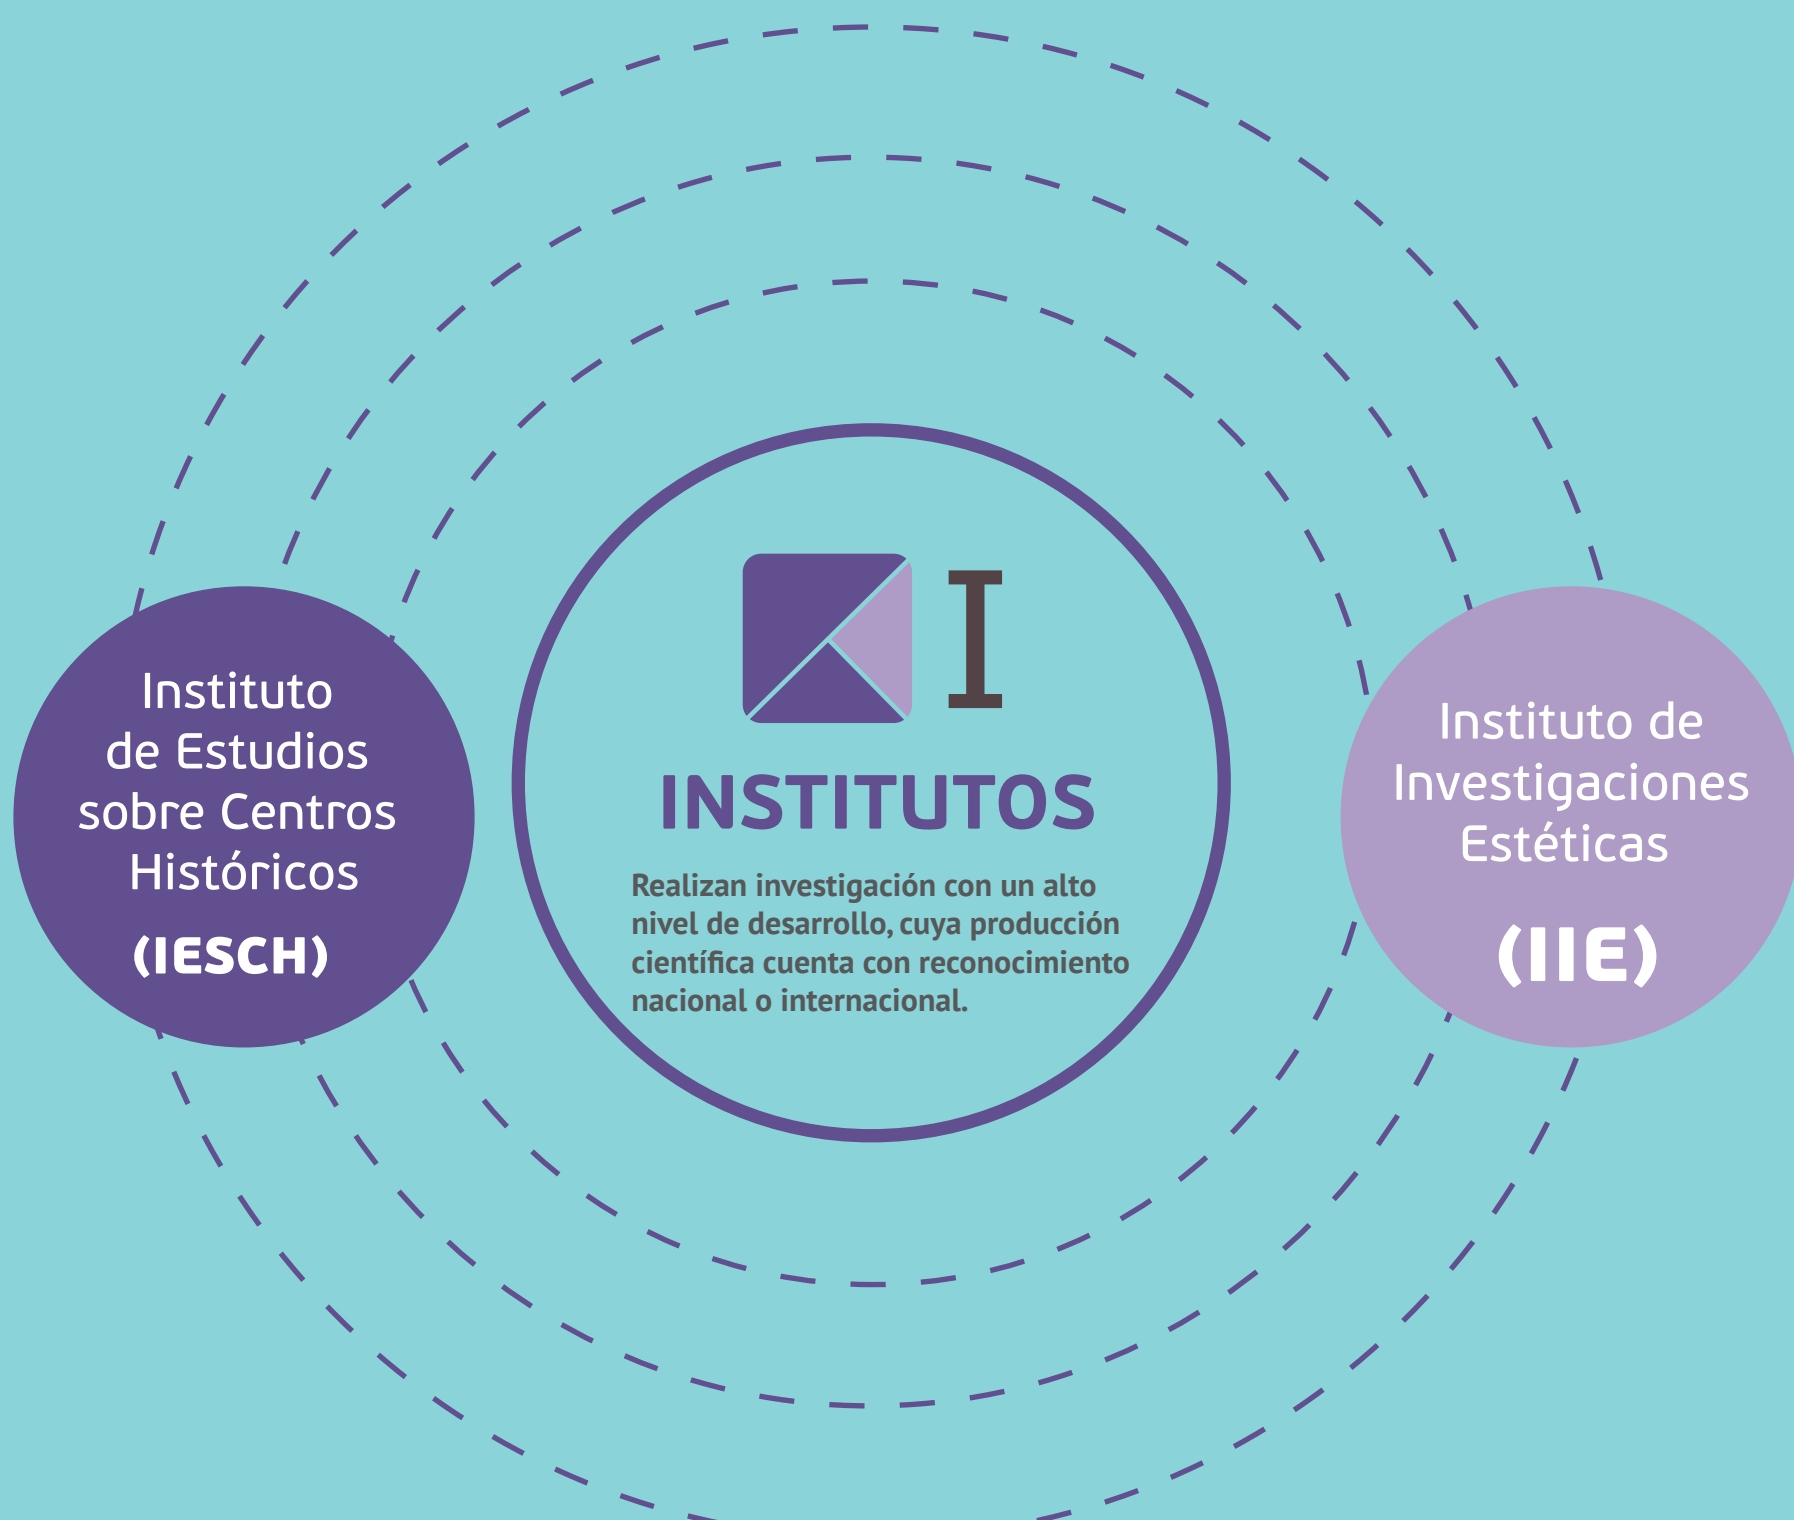 Instituto
de Estudios
sobre Centros
Históricos
(IESCH)
I
INSTITUTOS
Realizan investigación con un alto
nivel de desarrollo, cuya producción
científica cuenta con reconocimiento
nacional o internacional.
Instituto de
Investigaciones
Estéticas
(IIE)